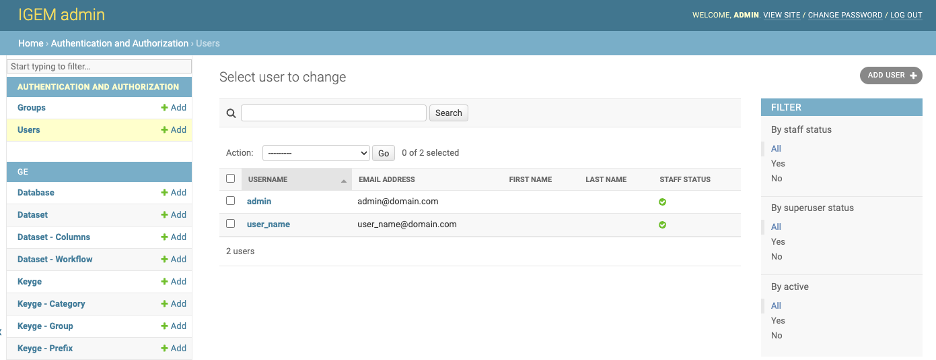 IGEM admin
WELCOME, ADMIN VIEW SITE / CHANGE PASSWORD / LOG OUT
Home › Authentication and Authorization › Users
Start typing to filter...
AUTHENTICATION AND AUTHORIZATION
Groups + Add
Users + Add
GE
Database + Add
Dataset + Add
Dataset - Columns + Add
Dataset - Workflow + Add
Keyge + Add
Keyge - Category + Add
Keyge - Group + Add
Keyge - Prefix + Add
Select user to change
ADD USER +
Search
Action: --------- Go 0 of 2 selected
USERNAME EMAIL ADDRESS FIRST NAME LAST NAME STAFF STATUS
admin admin@domain.com
user_name user_name@domain.com
2 users
FILTER
By staff status
All
Yes
No
By superuser status
All
Yes
No
By active
All
Yes
No